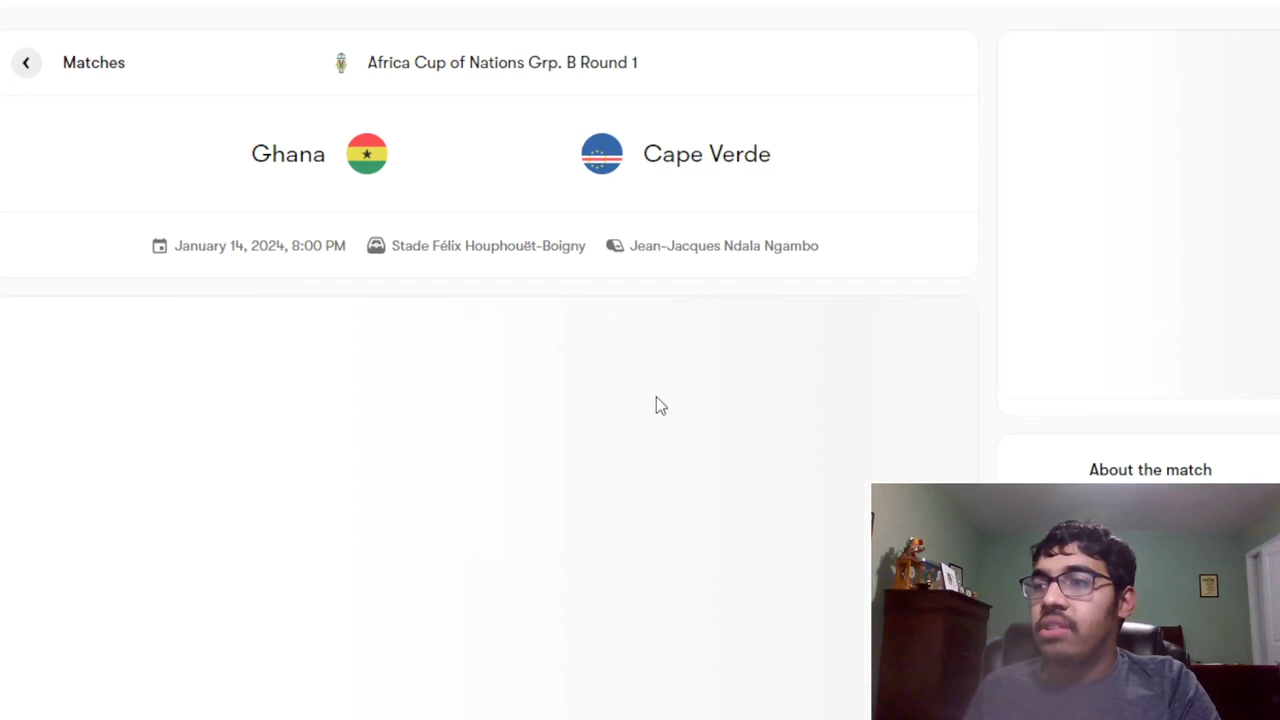 Matches
Africa Cup of Nations Grp. B Round 1
Ghana
Cape Verde
January 14, 2024, 8:00 PM
Stade Félix Houphouët-Boigny
Jean-Jacques Ndala Ngambo
About the match